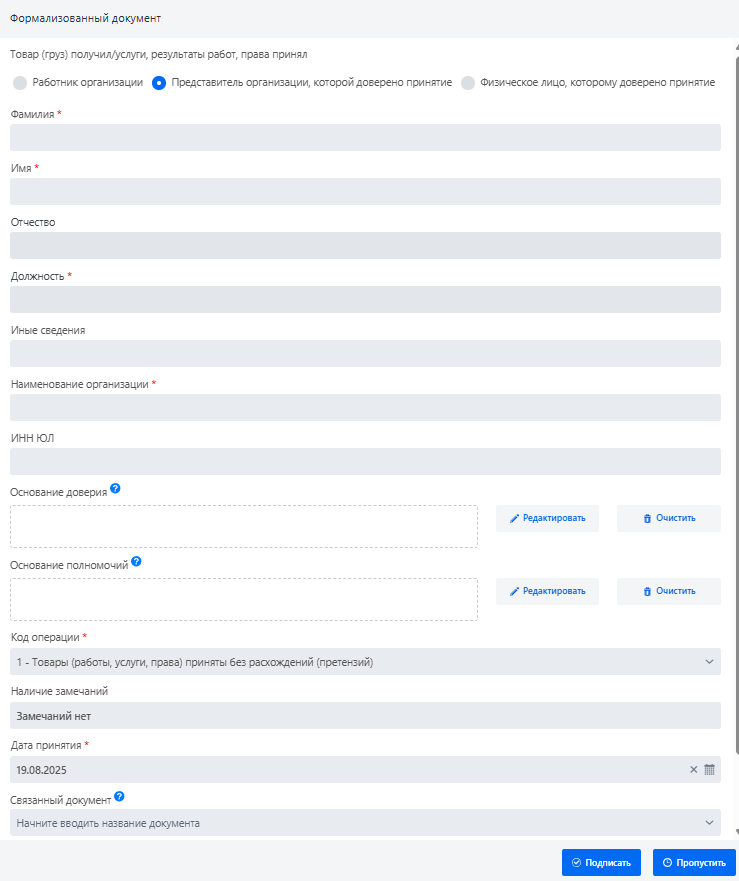 Формализованный документ
Товар (груз) получил/услуги, результаты работ, права принял
Работник организации Представитель организации, которой доверено принятие Физическое лицо, которому доверено принятие
Фамилия *
Имя *
Отчество
Должность *
Иные сведения
Наименование организации *
ИНН ЮЛ
Основание доверия ?
Редактировать Очистить
Основание полномочий ?
Редактировать Очистить
Код операции *
1 - Товары (работы, услуги, права) приняты без расхождений (претензий)
Наличие замечаний
Замечаний нет
Дата принятия *
19.08.2025
Связанный документ ?
Начните вводить название документа
Подписать Пропустить